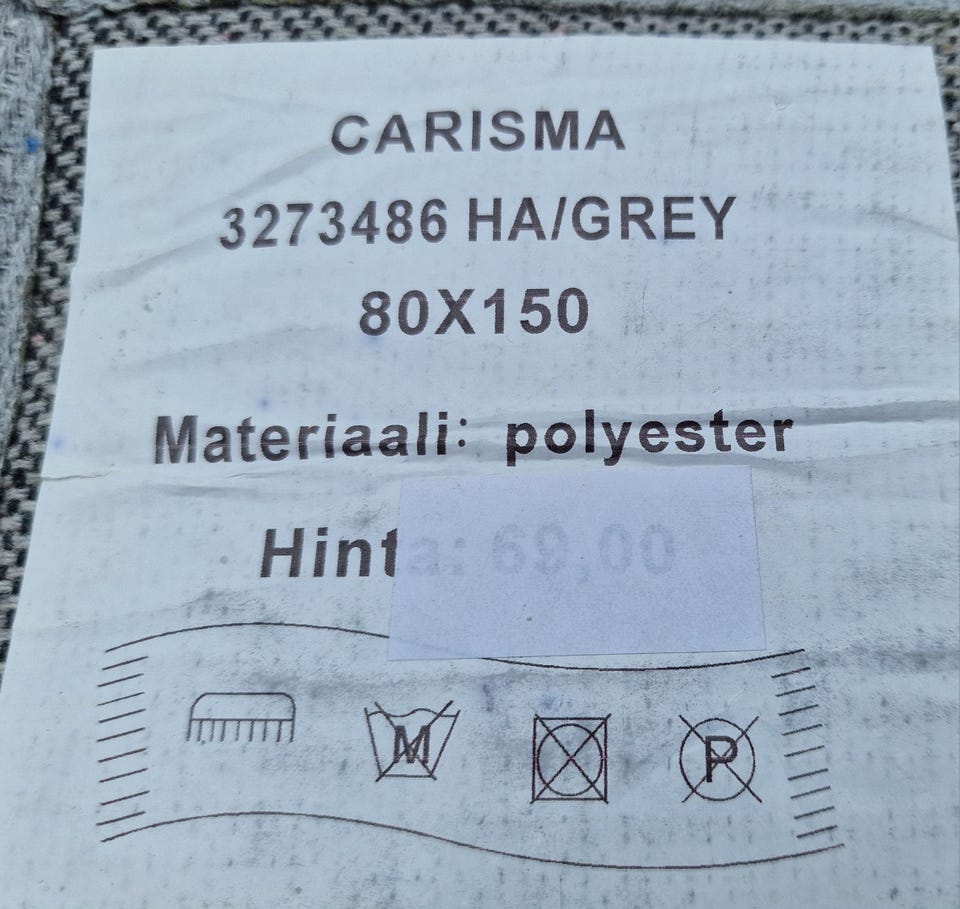 CARISMA
3273486 HA/GREY
80X150
Materiaali: polyester
Hinta: 69,00
M
P